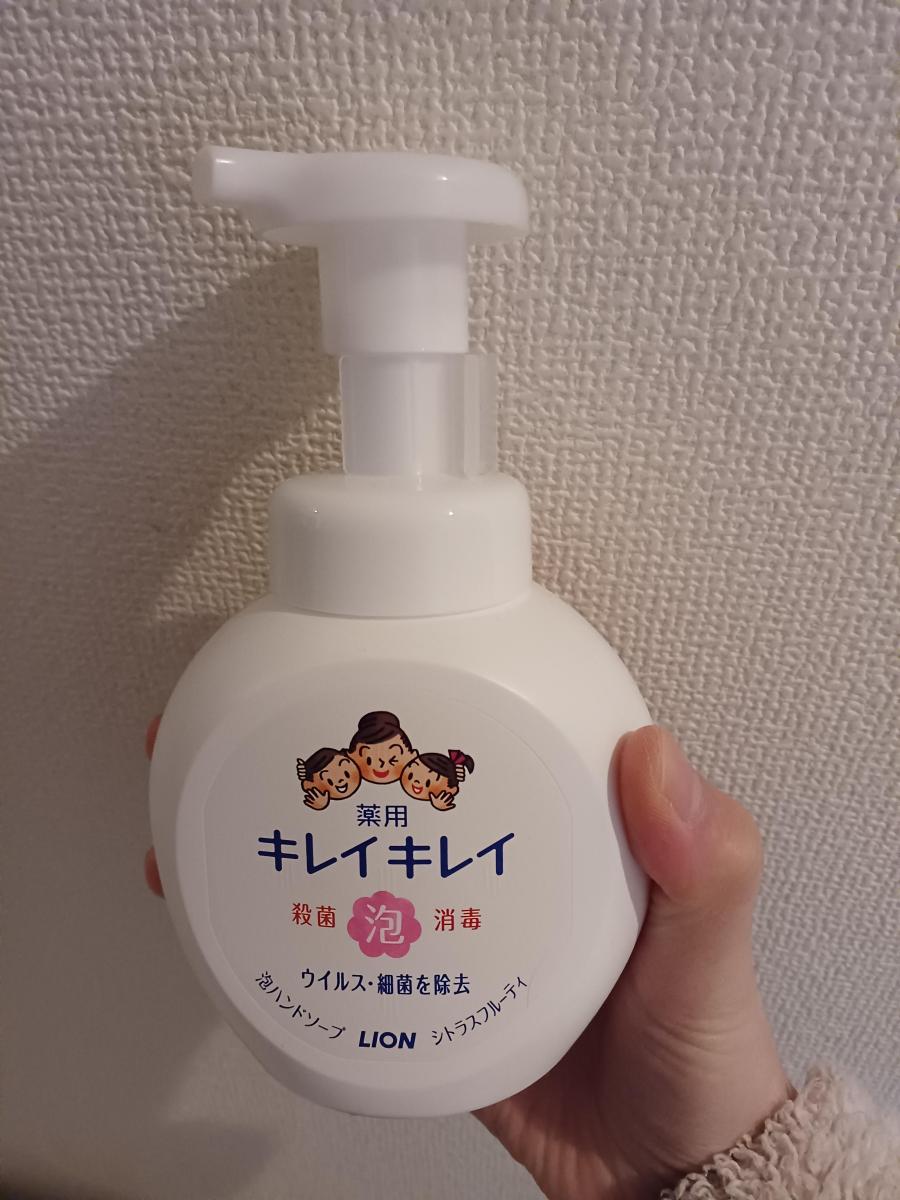 薬用
キレイキレイ
殺菌 泡 消毒
ウイルス・細菌を除去
泡ハンドソープ LION シトラスフルーティ